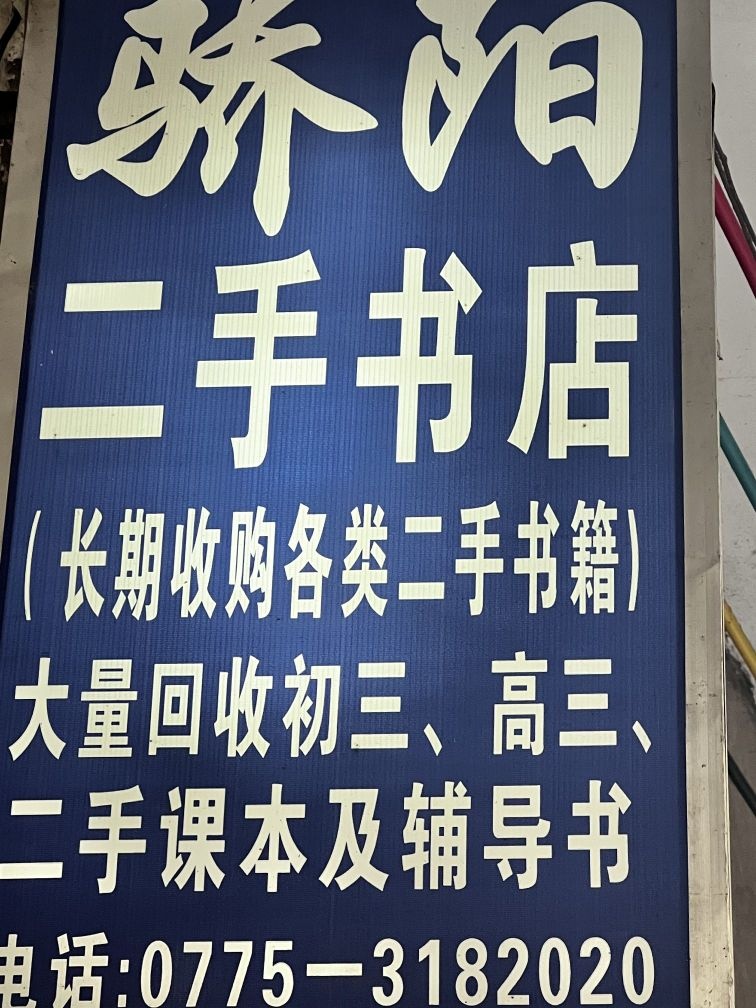 骄阳
二手书店
(长期收购各类二手书籍)
大量回收初三、高三、
二手课本及辅导书
电话:0775-3182020